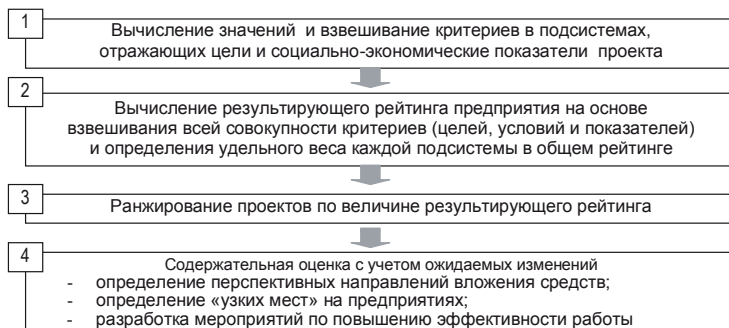 1
Вычисление значений и взвешивание критериев в подсистемах,
отражающих цели и социально-экономические показатели проекта
2
Вычисление результирующего рейтинга предприятия на основе
взвешивания всей совокупности критериев (целей, условий и показателей)
и определения удельного веса каждой подсистемы в общем рейтинге
3
Ранжирование проектов по величине результирующего рейтинга
4
Содержательная оценка с учетом ожидаемых изменений
- определение перспективных направлений вложения средств;
- определение «узких мест» на предприятиях;
- разработка мероприятий по повышению эффективности работы